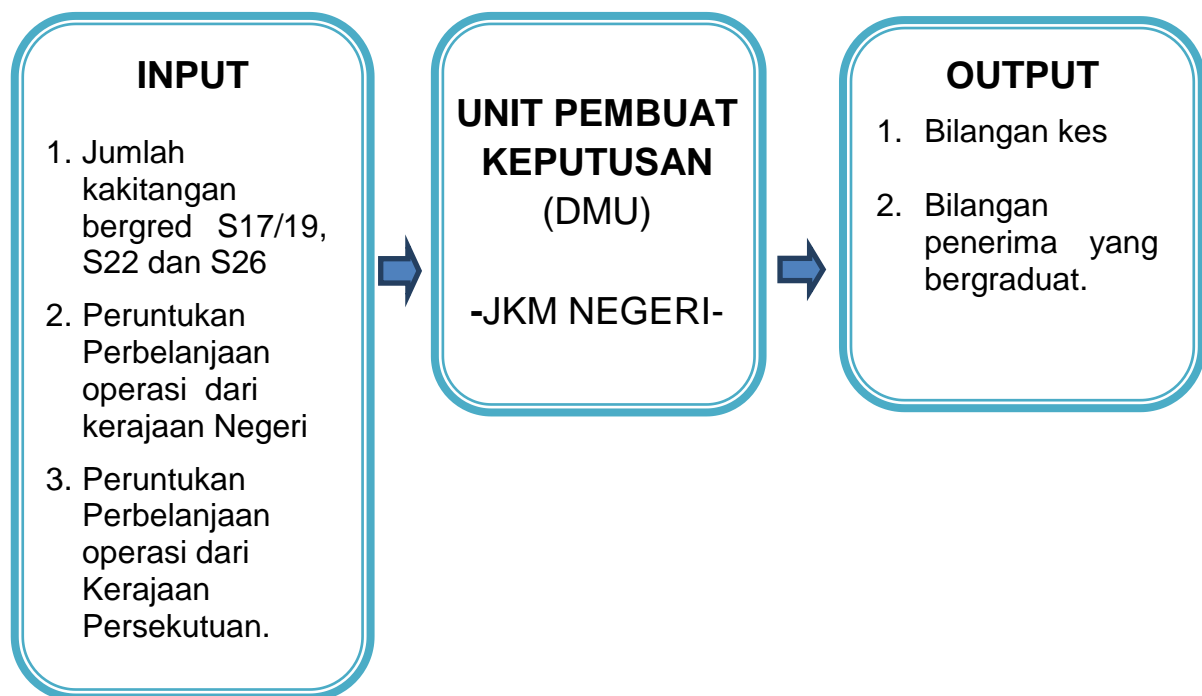 INPUT
1. Jumlah
kakitangan
bergred S17/19,
S22 dan S26
2. Peruntukan
Perbelanjaan
operasi dari
kerajaan Negeri
3. Peruntukan
Perbelanjaan
operasi dari
Kerajaan
Persekutuan.
UNIT PEMBUAT
KEPUTUSAN
(DMU)
-JKM NEGERI-
OUTPUT
1. Bilangan kes
2. Bilangan
penerima yang
bergraduat.